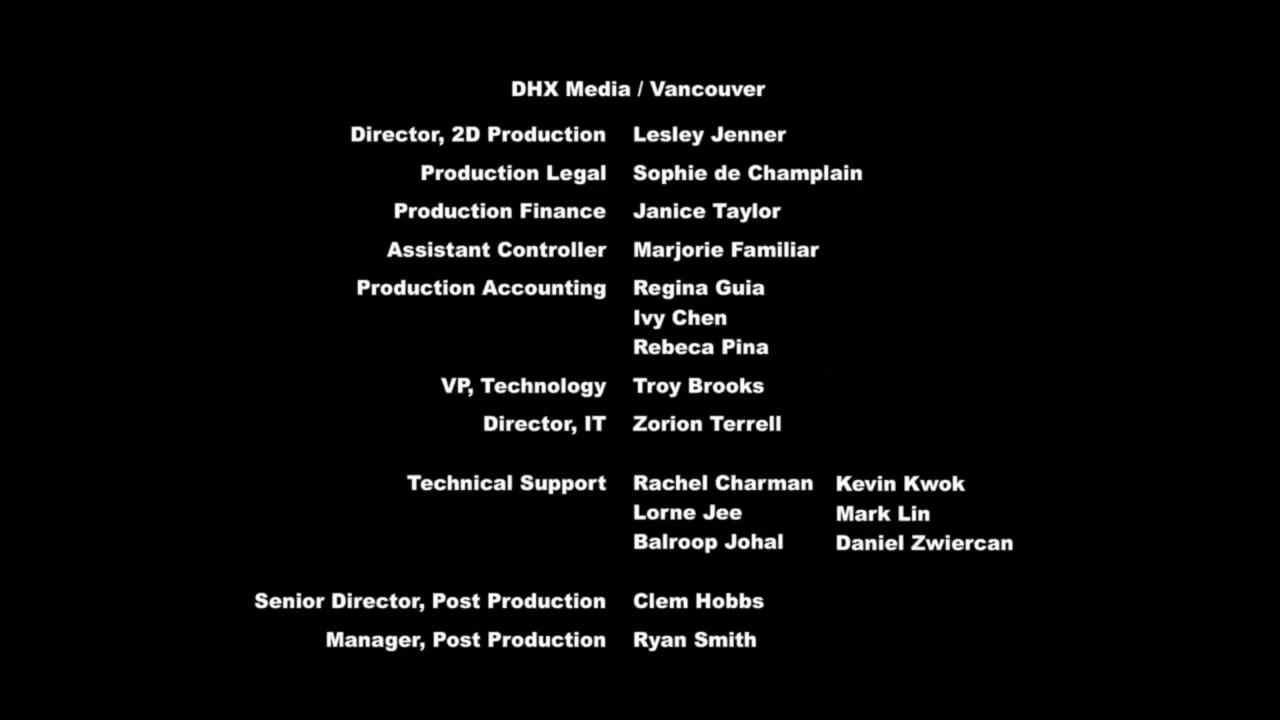 DHX Media / Vancouver
Director, 2D Production Lesley Jenner
Production Legal Sophie de Champlain
Production Finance Janice Taylor
Assistant Controller Marjorie Familiar
Production Accounting Regina Guia
Ivy Chen
Rebeca Pina
VP, Technology Troy Brooks
Director, IT Zorion Terrell
Technical Support Rachel Charman Kevin Kwok
Lorne Jee Mark Lin
Balroop Johal Daniel Zwiercan
Senior Director, Post Production Clem Hobbs
Manager, Post Production Ryan Smith